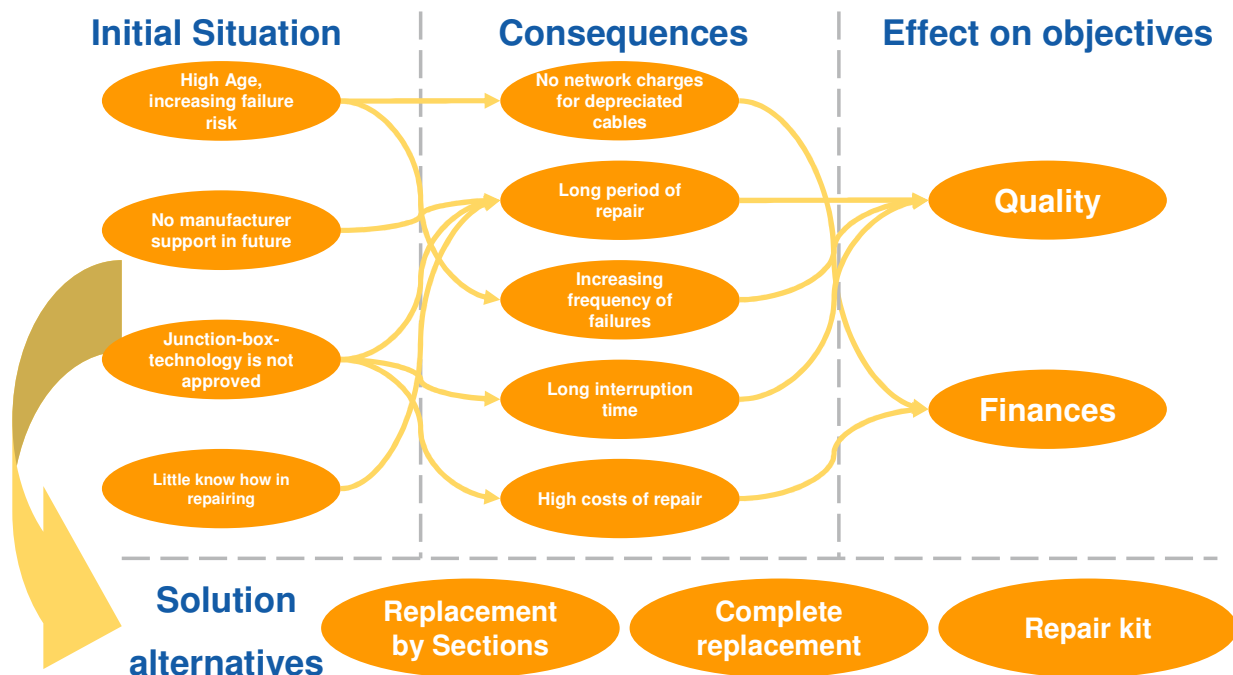 Initial Situation
Consequences
Effect on objectives
High Age,
increasing failure
risk
No manufacturer
support in future
Junction-box-
technology is not
approved
Little know how in
repairing
No network charges
for depreciated
cables
Long period of
repair
Increasing
frequency of
failures
Long interruption
time
High costs of repair
Quality
Finances
Solution
alternatives
Replacement
by Sections
Complete
replacement
Repair kit